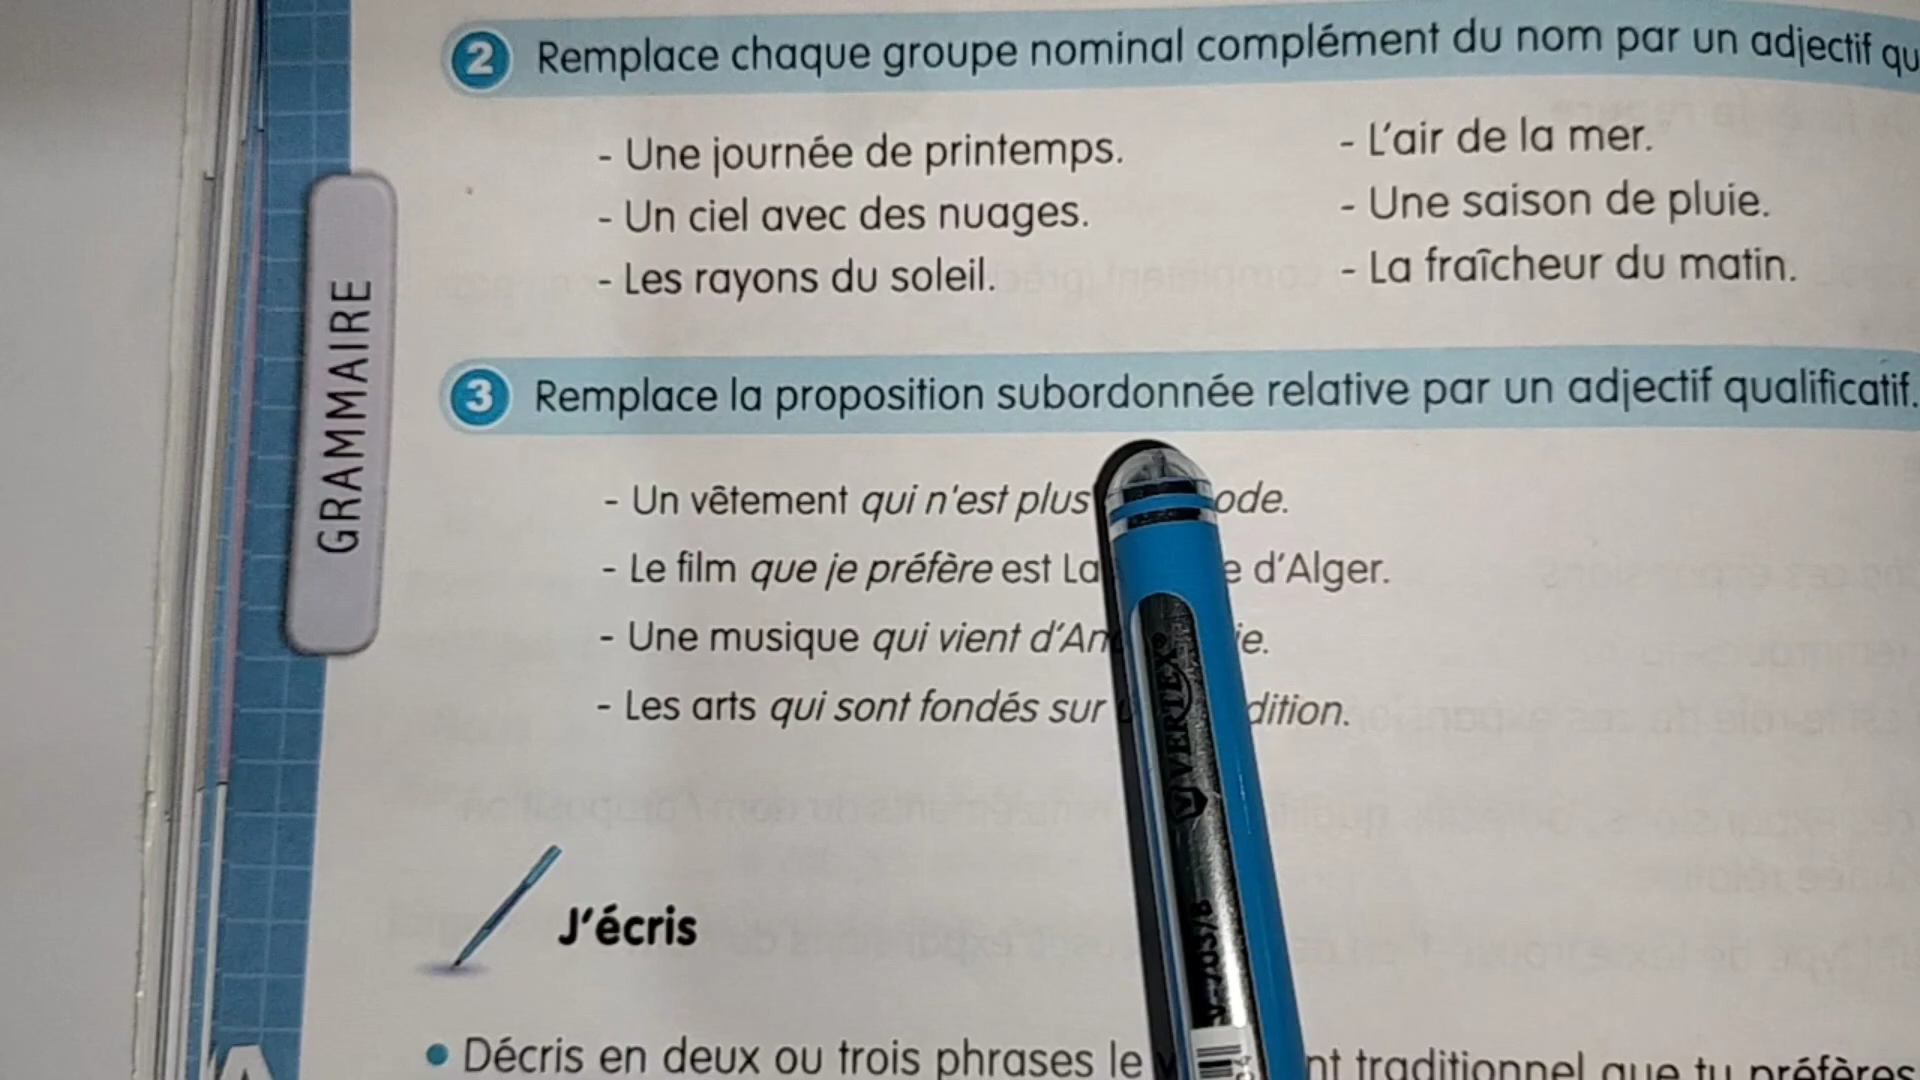 2 Remplace chaque groupe nominal complément du nom par un adjectif qu
- Une journée de printemps.
- Un ciel avec des nuages.
- Les rayons du soleil.
- L'air de la mer.
- Une saison de pluie.
- La fraîcheur du matin.
GRAMMAIRE
3 Remplace la proposition subordonnée relative par un adjectif qualificatif.
- Un vêtement qui n'est plus ode.
- Le film que je préfère est La e d'Alger.
- Une musique qui vient d'An ie.
- Les arts qui sont fondés sur dition.
VERTEX
J'écris
• Décris en deux ou trois phrases le nt traditionnel que tu préfères